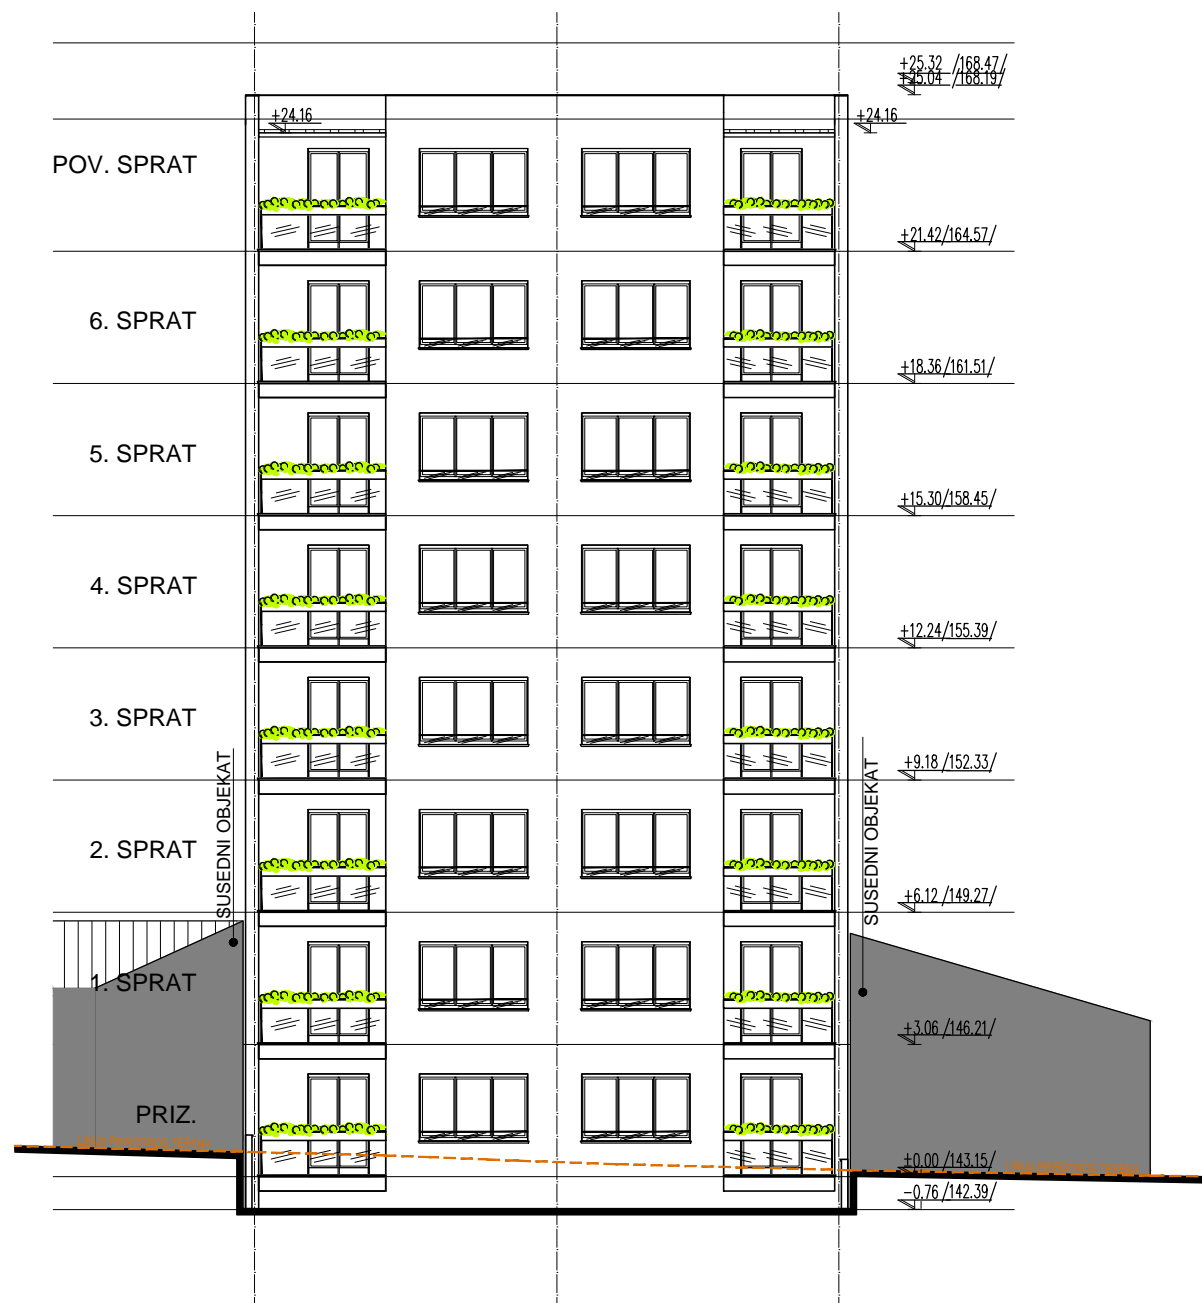 +25.32 /168.47/
+25.04 /168.19/
+24.16
+24.16
POV. SPRAT
+21.42/164.57/
6. SPRAT
+18.36/161.51/
5. SPRAT
+15.30/158.45/
4. SPRAT
+12.24/155.39/
3. SPRAT
+9.18 /152.33/
SUSEDNI OBJEKAT
SUSEDNI OBJEKAT
2. SPRAT
+6.12 /149.27/
1. SPRAT
+3.06 /146.21/
PRIZ.
+0.00 /143.15/
-0.76 /142.39/